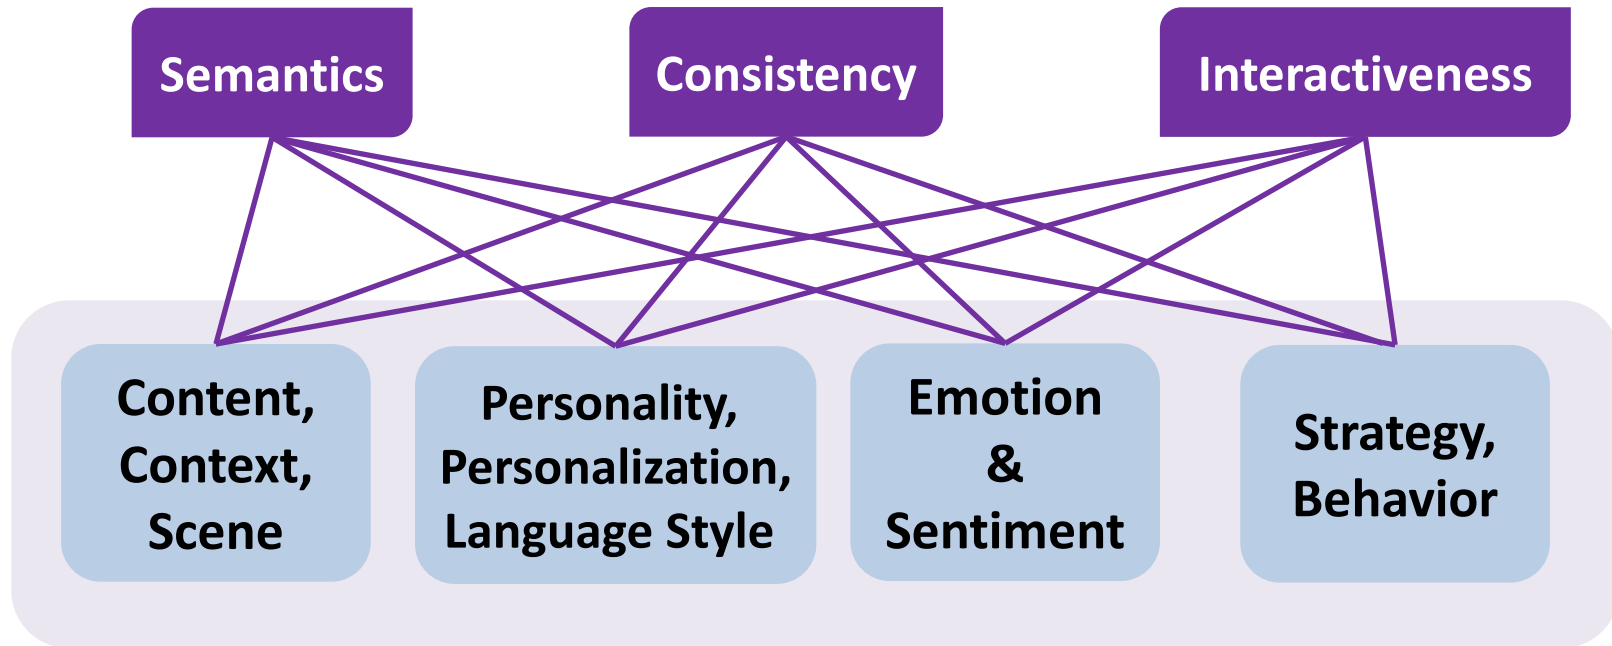 Semantics
Consistency
Interactiveness
Content,
Context,
Scene
Personality,
Personalization,
Language Style
Emotion
&
Sentiment
Strategy,
Behavior